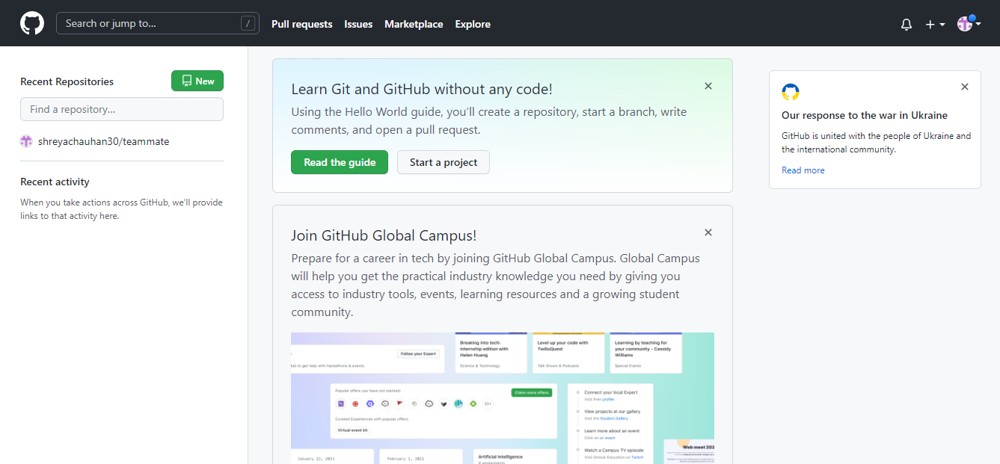 Search or jump to...
/
Pull requests
Issues
Marketplace
Explore
Recent Repositories
New
Find a repository...
shreyachauhan30/teammate
Recent activity
When you take actions across GitHub, we'll provide
links to that activity here.
Learn Git and GitHub without any code!
Using the Hello World guide, you'll create a repository, start a branch, write
comments, and open a pull request.
Read the guide
Start a project
Join GitHub Global Campus!
Prepare for a career in tech by joining GitHub Global Campus. Global Campus
will help you get the practical industry knowledge you need by giving you
access to industry tools, events, learning resources and a growing student
community.
Follow your Expert
to get help with hackathons & events.
Breaking into tech:
internship edition with
Helen Huang
Science & Technology
Level up your code with
TwilioQuest
Talk Shows & Podcasts
Learning by teaching for
your community - Cassidy
Williams
Special Events
Popular offers you have not claimed:
Claim more offers
Curated Experiences with popular offers:
Virtual event kit
Connect your local Expert
Visit their profile
View projects at our gallery
Visit the Student Gallery
Learn more about an event
Click on an event
Watch a Campus TV episode
Visit GitHub Education on Twitch
January 22, 2021
February 1, 2021
Artificial Intelligence
Web meet 202
Our response to the war in Ukraine
GitHub is united with the people of Ukraine and
the international community.
Read more